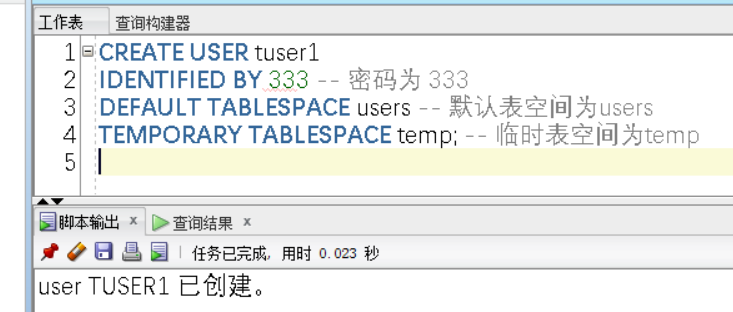 工作表 查询构建器
1 CREATE USER tuser1
2 IDENTIFIED BY 333 -- 密码为 333
3 DEFAULT TABLESPACE users -- 默认表空间为users
4 TEMPORARY TABLESPACE temp; -- 临时表空间为temp
5
脚本输出 x 查询结果 x
任务已完成, 用时 0.023 秒
user TUSER1 已创建。